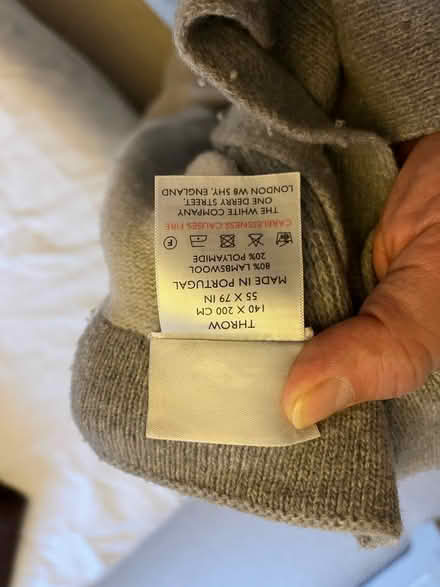 THROW
140 X 200 CM
55 X 79 IN
MADE IN PORTUGAL
80% LAMBSWOOL
20% POLYAMIDE
F
CARELESSNESS CAUSES FIRE
THE WHITE COMPANY
ONE DERRY STREET,
LONDON W8 5HY, ENGLAND